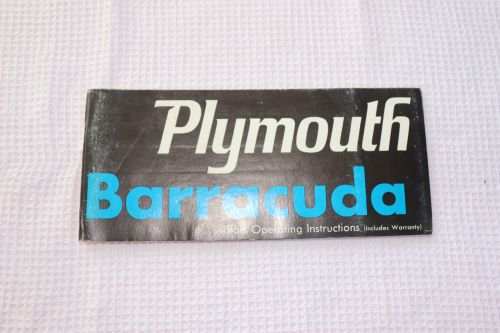 Plymouth
Barracuda
Operating Instructions (Includes Warranty)